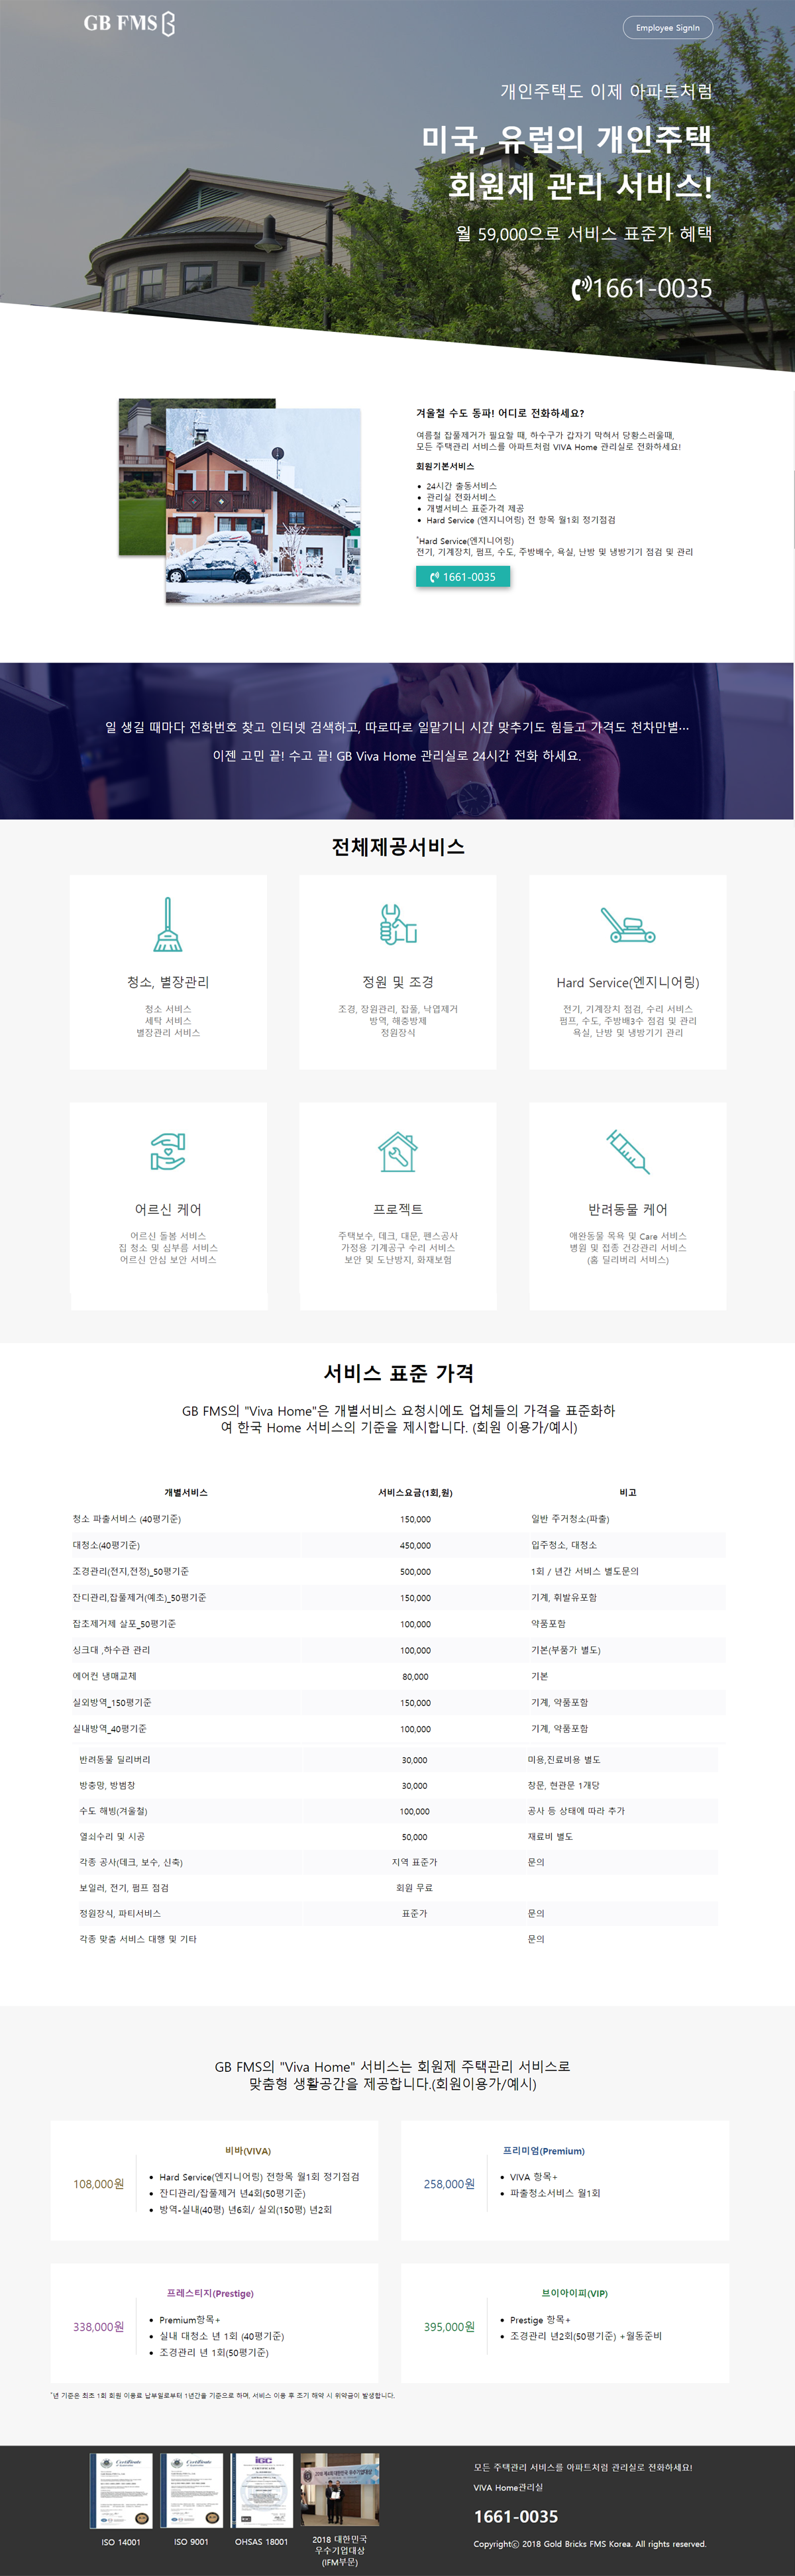 GB FMS
Employee SignIn
개인주택도 이제 아파트처럼
미국, 유럽의 개인주택
회원제 관리 서비스!
월 59,000으로 서비스 표준가 혜택
1661-0035
겨울철 수도 동파! 어디로 전화하세요?
여름철 잡풀제거가 필요할 때, 하수구가 갑자기 막혀서 당황스러울때,
모든 주택관리 서비스를 아파트처럼 VIVA Home 관리실로 전화하세요!
회원기본서비스
24시간 출동서비스
관리실 전화서비스
개별서비스 표준가격 제공
Hard Service (엔지니어링) 전 항목 월1회 정기점검
*Hard Service(엔지니어링)
전기, 기계장치, 펌프, 수도, 주방배수, 욕실, 난방 및 냉방기기 점검 및 관리
1661-0035
일 생길 때마다 전화번호 찾고 인터넷 검색하고, 따로따로 일맡기니 시간 맞추기도 힘들고 가격도 천차만별…
이젠 고민 끝! 수고 끝! GB Viva Home 관리실로 24시간 전화 하세요.
전체제공서비스
청소, 별장관리
청소 서비스
세탁 서비스
별장관리 서비스
정원 및 조경
조경, 장원관리, 잡풀, 낙엽제거
방역, 해충방제
정원장식
Hard Service(엔지니어링)
전기, 기계장치 점검, 수리 서비스
펌프, 수도, 주방배3수 점검 및 관리
욕실, 난방 및 냉방기기 관리
어르신 케어
어르신 돌봄 서비스
집 청소 및 심부름 서비스
어르신 안심 보안 서비스
프로젝트
주택보수, 데크, 대문, 펜스공사
가정용 기계공구 수리 서비스
보안 및 도난방지, 화재보험
반려동물 케어
애완동물 목욕 및 Care 서비스
병원 및 접종 건강관리 서비스
(홈 딜리버리 서비스)
서비스 표준 가격
GB FMS의 "Viva Home"은 개별서비스 요청시에도 업체들의 가격을 표준화하
여 한국 Home 서비스의 기준을 제시합니다. (회원 이용가/예시)
개별서비스 서비스요금(1회,원) 비고
청소 파출서비스 (40평기준) 150,000 일반 주거청소(파출)
대청소(40평기준) 450,000 입주청소, 대청소
조경관리(전지,전정)_50평기준 500,000 1회 / 년간 서비스 별도문의
잔디관리,잡풀제거(예초)_50평기준 150,000 기계, 휘발유포함
잡초제거제 살포_50평기준 100,000 약품포함
싱크대 ,하수관 관리 100,000 기본(부품가 별도)
에어컨 냉매교체 80,000 기본
실외방역_150평기준 150,000 기계, 약품포함
실내방역_40평기준 100,000 기계, 약품포함
반려동물 딜리버리 30,000 미용,진료비용 별도
방충망, 방범창 30,000 창문, 현관문 1개당
수도 해빙(겨울철) 100,000 공사 등 상태에 따라 추가
열쇠수리 및 시공 50,000 재료비 별도
각종 공사(데크, 보수, 신축) 지역 표준가 문의
보일러, 전기, 펌프 점검 회원 무료
정원장식, 파티서비스 표준가 문의
각종 맞춤 서비스 대행 및 기타 문의
GB FMS의 "Viva Home" 서비스는 회원제 주택관리 서비스로
맞춤형 생활공간을 제공합니다.(회원이용가/예시)
비바(VIVA)
108,000원
Hard Service(엔지니어링) 전항목 월1회 정기점검
잔디관리/잡풀제거 년4회(50평기준)
방역-실내(40평) 년6회/ 실외(150평) 년2회
프리미엄(Premium)
258,000원
VIVA 항목+
파출청소서비스 월1회
프레스티지(Prestige)
338,000원
Premium항목+
실내 대청소 년 1회 (40평기준)
조경관리 년 1회(50평기준)
브이아이피(VIP)
395,000원
Prestige 항목+
조경관리 년2회(50평기준) +월동준비
*년 기준은 최초 1회 회원 이용료 납부일로부터 1년간을 기준으로 하며, 서비스 이용 후 조기 해약 시 위약금이 발생합니다.
Certificate
Certificate
IGC
ISO 14001
ISO 9001
OHSAS 18001
2018 대한민국
우수기업대상
(IFM부문)
모든 주택관리 서비스를 아파트처럼 관리실로 전화하세요!
VIVA Home관리실
1661-0035
Copyrightⓒ 2018 Gold Bricks FMS Korea. All rights reserved.